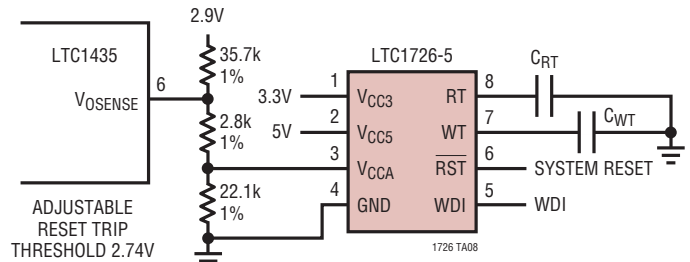 2.9V
LTC1435
35.7k
1%
6
VOSENSE
2.8k
1%
22.1k
1%
ADJUSTABLE
RESET TRIP
THRESHOLD 2.74V
LTC1726-5
3.3V
1
VCC3
5V
2
VCC5
3
VCCA
4
GND
RT
8
CRT
WT
7
CWT
RST
6
SYSTEM RESET
WDI
5
WDI
1726 TA08